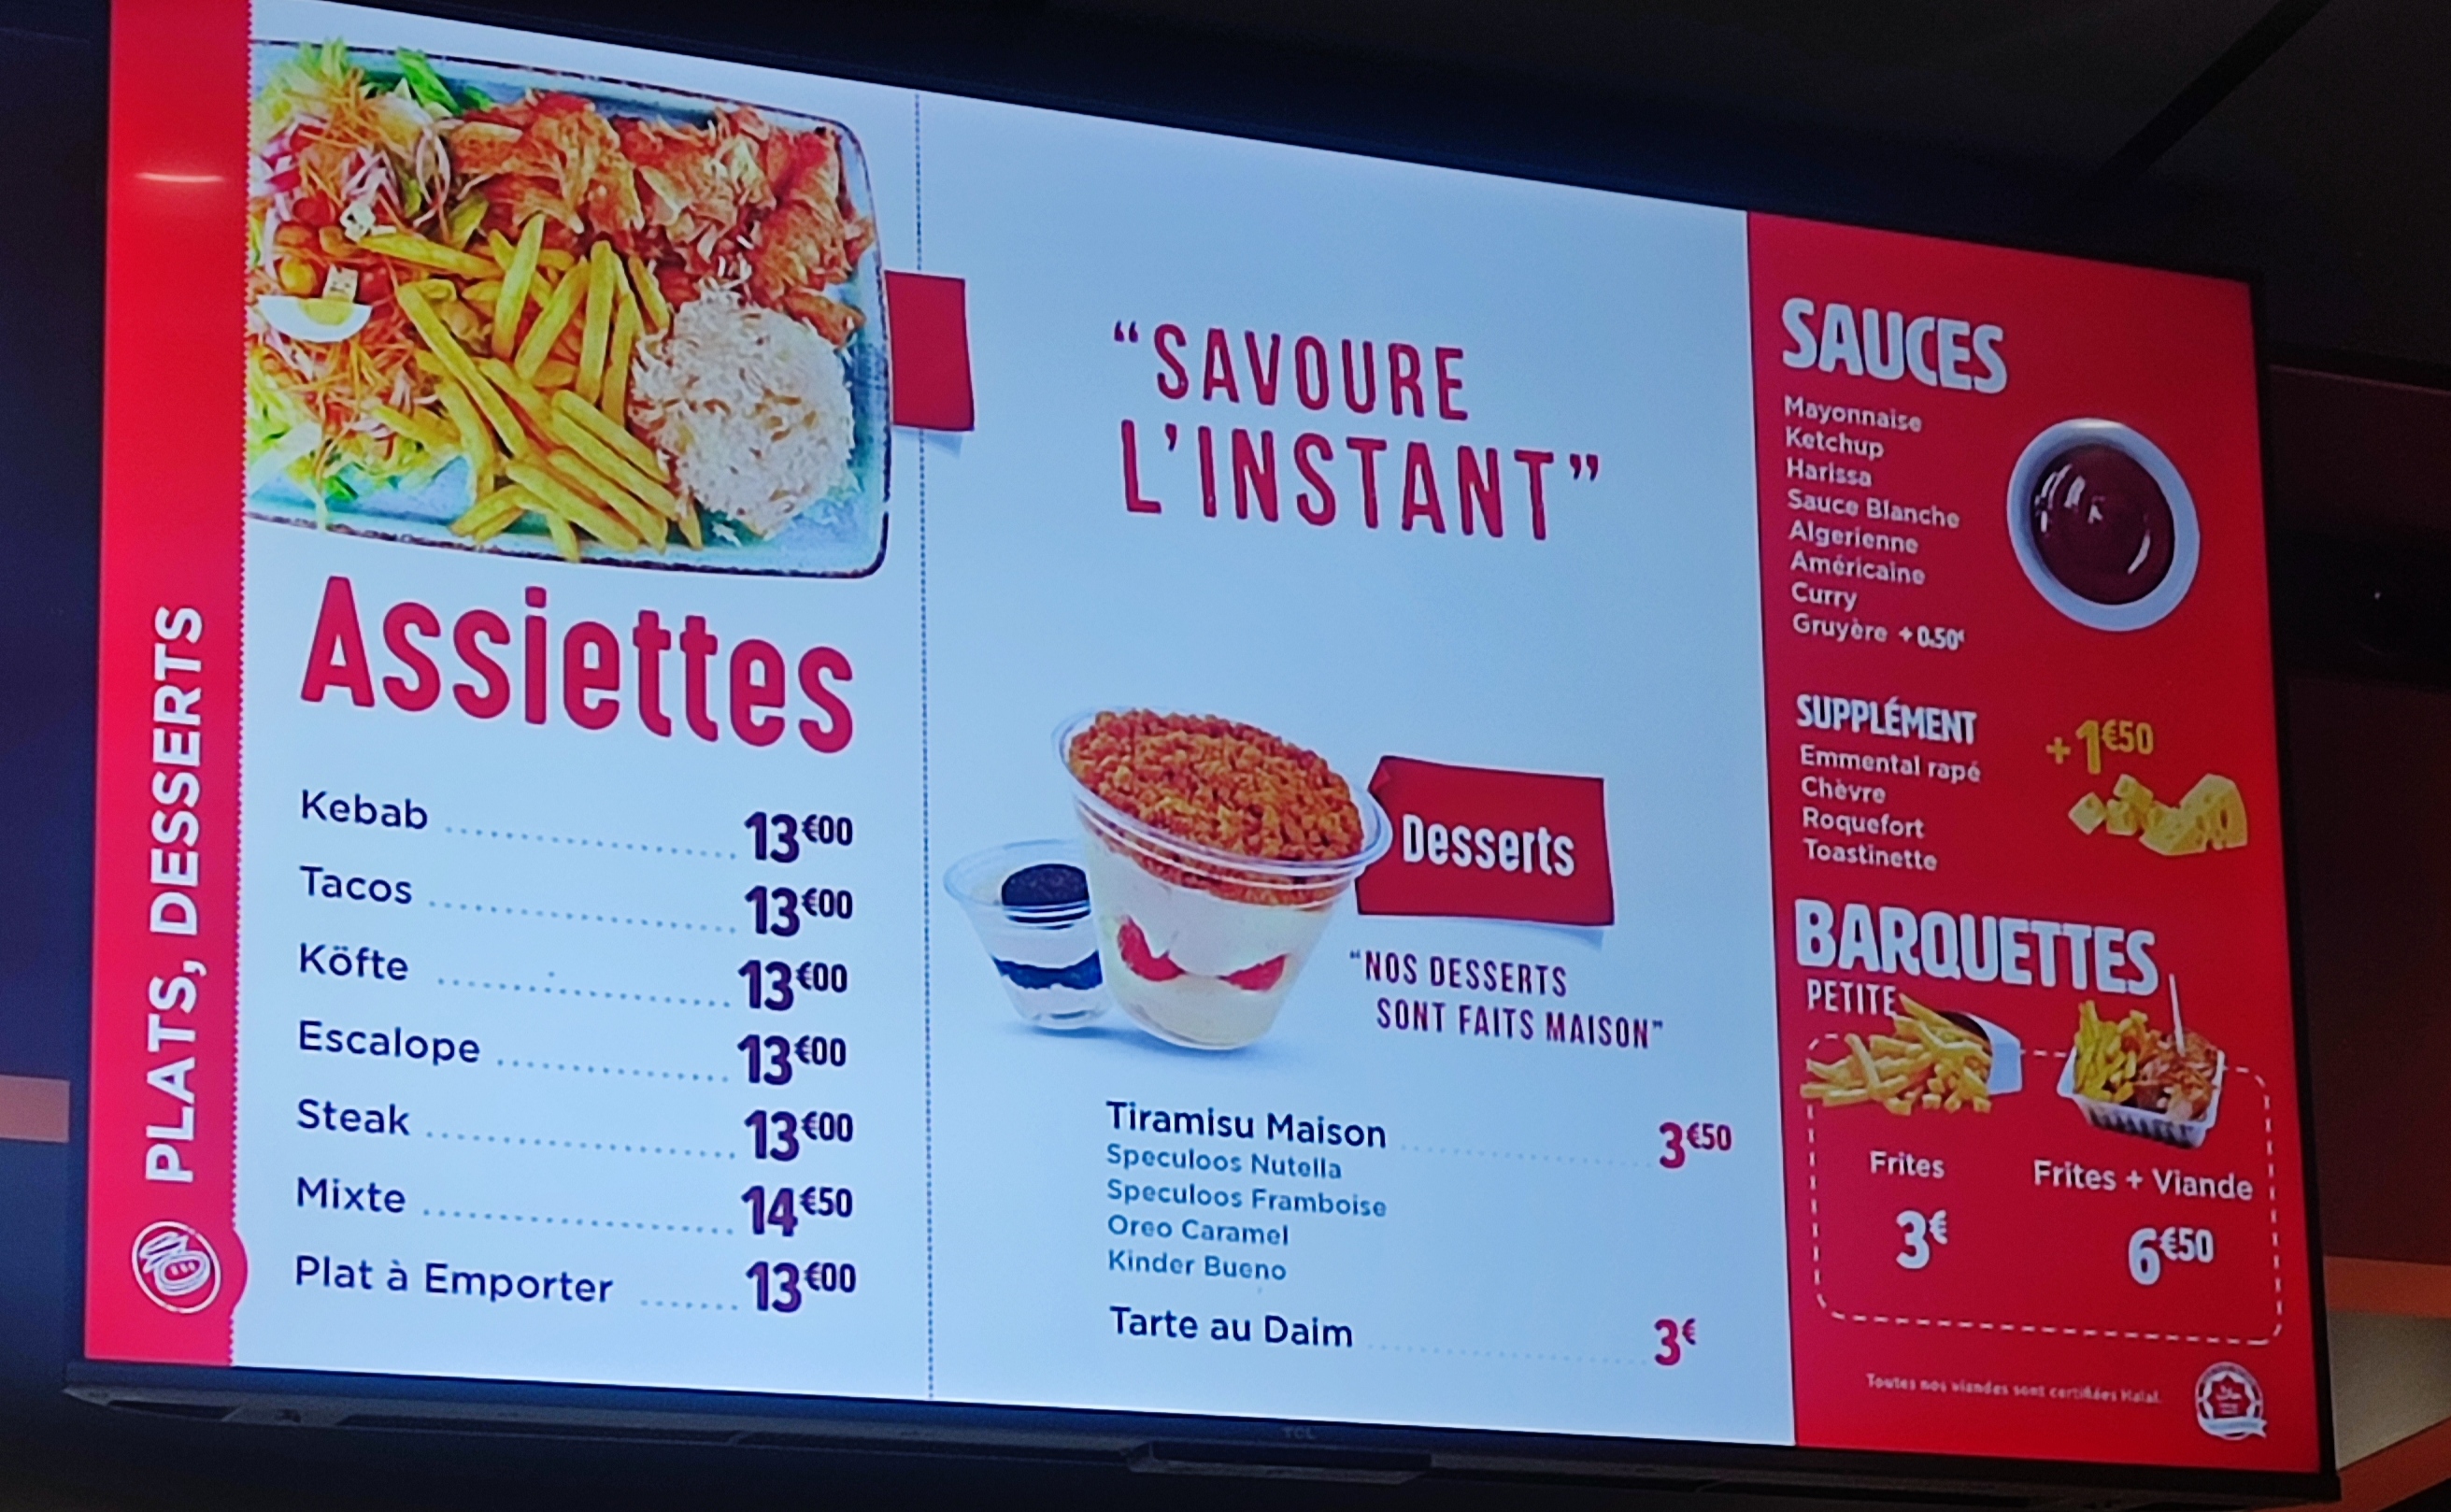 PLATS, DESSERTS
Assiettes
Kebab 13€00
Tacos 13€00
Köfte 13€00
Escalope 13€00
Steak 13€00
Mixte 14€50
Plat à Emporter 13€00
“SAVOURE
L’INSTANT”
Desserts
“NOS DESSERTS
SONT FAITS MAISON”
Tiramisu Maison 3€50
Speculoos Nutella
Speculoos Framboise
Oreo Caramel
Kinder Bueno
Tarte au Daim 3€
SAUCES
Mayonnaise
Ketchup
Harissa
Sauce Blanche
Algerienne
Américaine
Curry
Gruyère +0.50€
SUPPLÉMENT +1€50
Emmental rapé
Chèvre
Roquefort
Toastinette
BARQUETTES
PETITE
Frites
3€
Frites + Viande
6€50
Toutes nos viandes sont certifiées Halal.
TCL